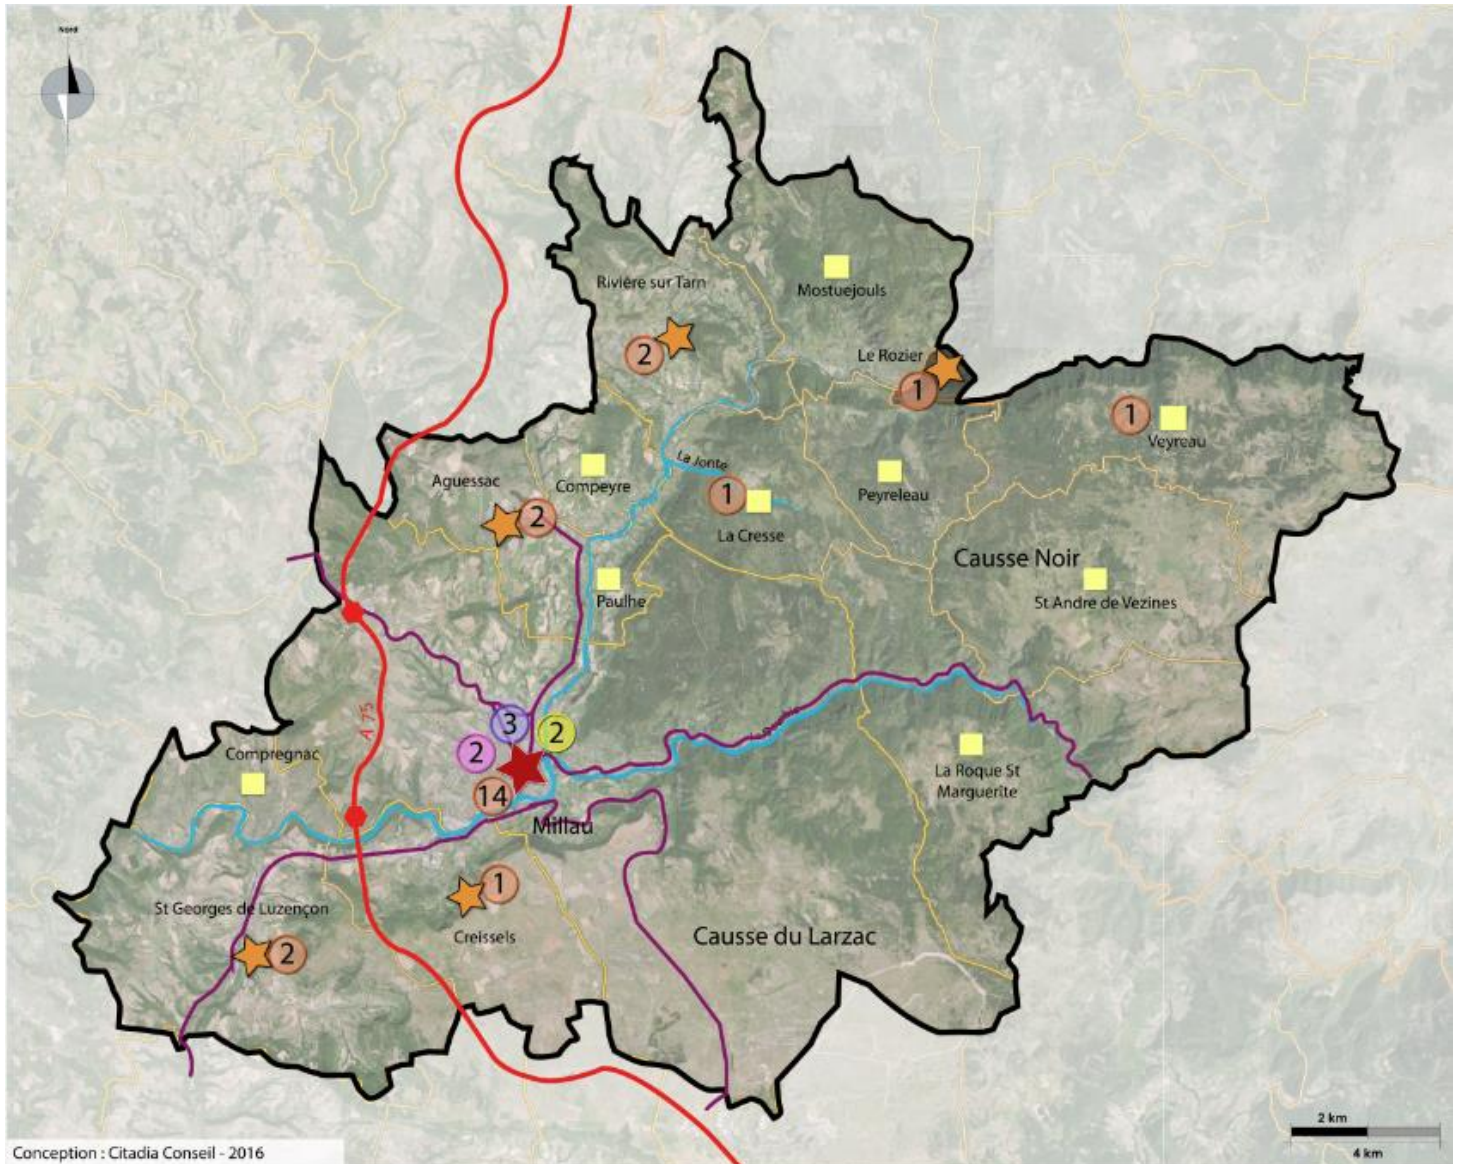 Nord
Rivière sur Tarn
Mostuejouls
2
Le Rozier
1
1
Veyreau
La Jonte
Aguessac
Compeyre
1
Peyreleau
2
La Cresse
Causse Noir
Paulhe
St Andre de Vezines
A 75
3
2
2
Compregnac
La Roque St
Marguerite
14
Millau
1
St Georges de Luzençon
Creissels
Causse du Larzac
2
2 km
4 km
Conception : Citadia Conseil - 2016